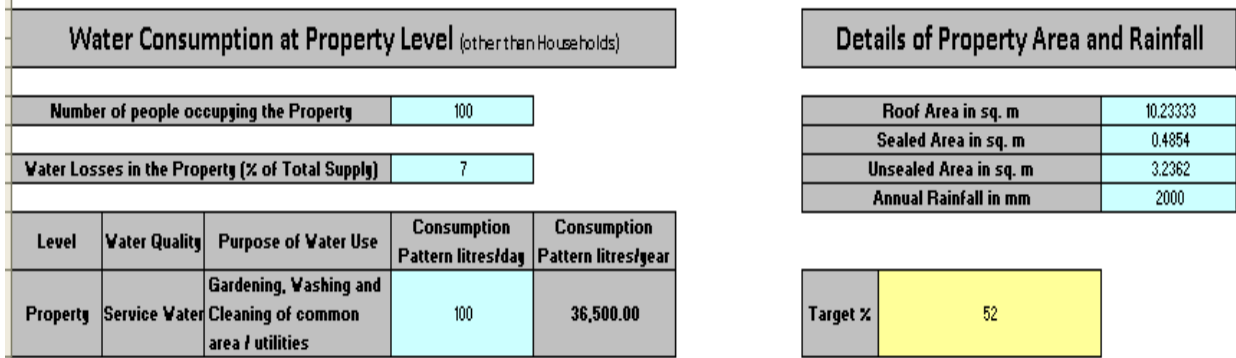 Water Consumption at Property Level (other than Households)
Details of Property Area and Rainfall
Number of people occupying the Property 100
Water Losses in the Property (% of Total Supply) 7
Roof Area in sq. m 10.23333
Sealed Area in sq. m 0.4854
Unsealed Area in sq. m 3.2362
Annual Rainfall in mm 2000
Level Water Quality Purpose of Water Use Consumption Pattern litres/day Consumption Pattern litres/year
Property Service Water Gardening, Washing and
Cleaning of common
area / utilities
100 36,500.00
Target % 52